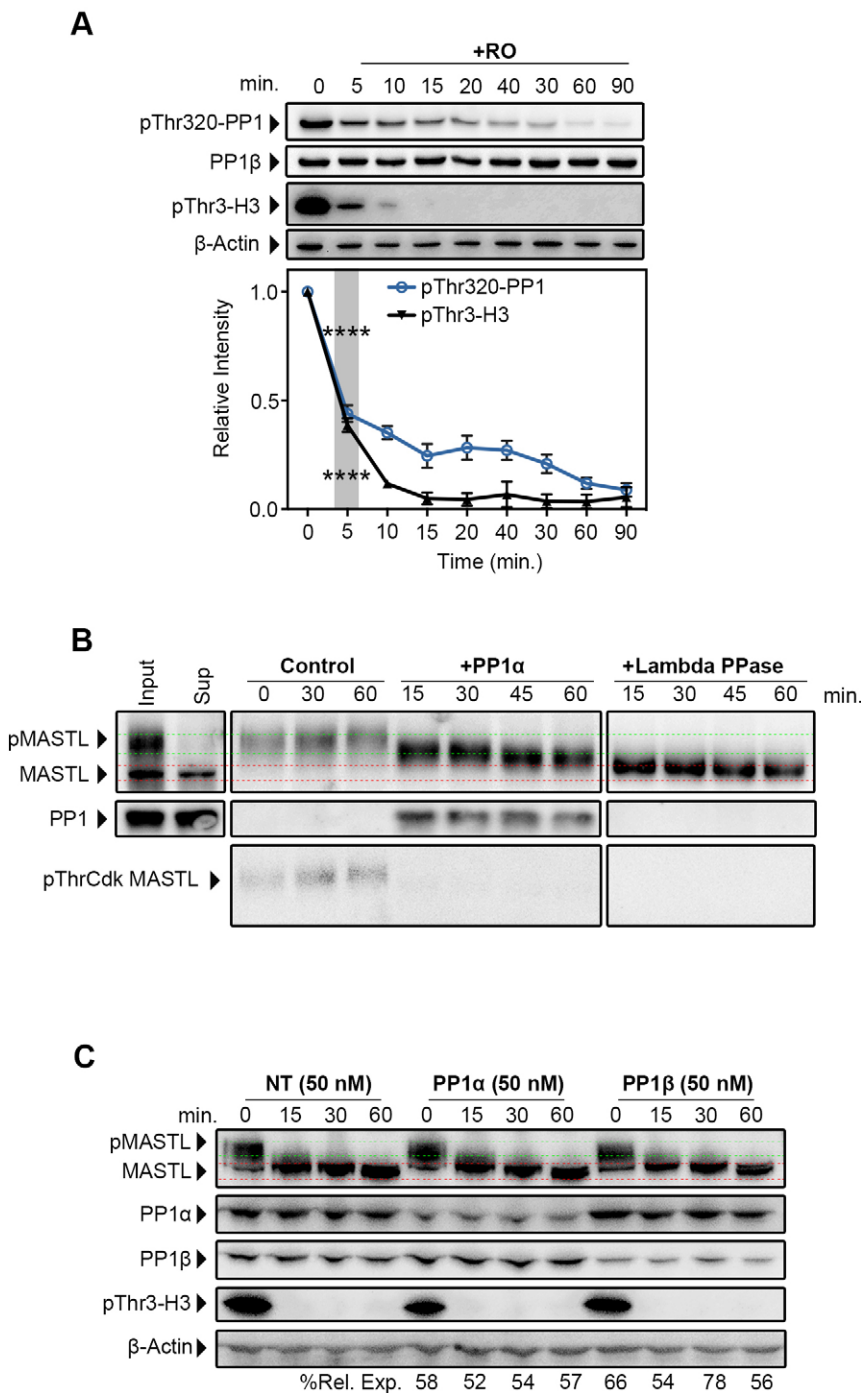 A
+RO
min. 0 5 10 15 20 40 30 60 90
pThr320-PP1
PP1β
pThr3-H3
β-Actin
1.0
pThr320-PP1
pThr3-H3
****
Relative Intensity
0.5
****
0.0
0 5 10 15 20 40 30 60 90
Time (min.)
B
Input Sup Control +PP1α +Lambda PPase
0 30 60 15 30 45 60 15 30 45 60 min.
pMASTL
MASTL
PP1
pThrCdk MASTL
C
NT (50 nM) PP1α (50 nM) PP1β (50 nM)
min. 0 15 30 60 0 15 30 60 0 15 30 60
pMASTL
MASTL
PP1α
PP1β
pThr3-H3
β-Actin
%Rel. Exp. 58 52 54 57 66 54 78 56